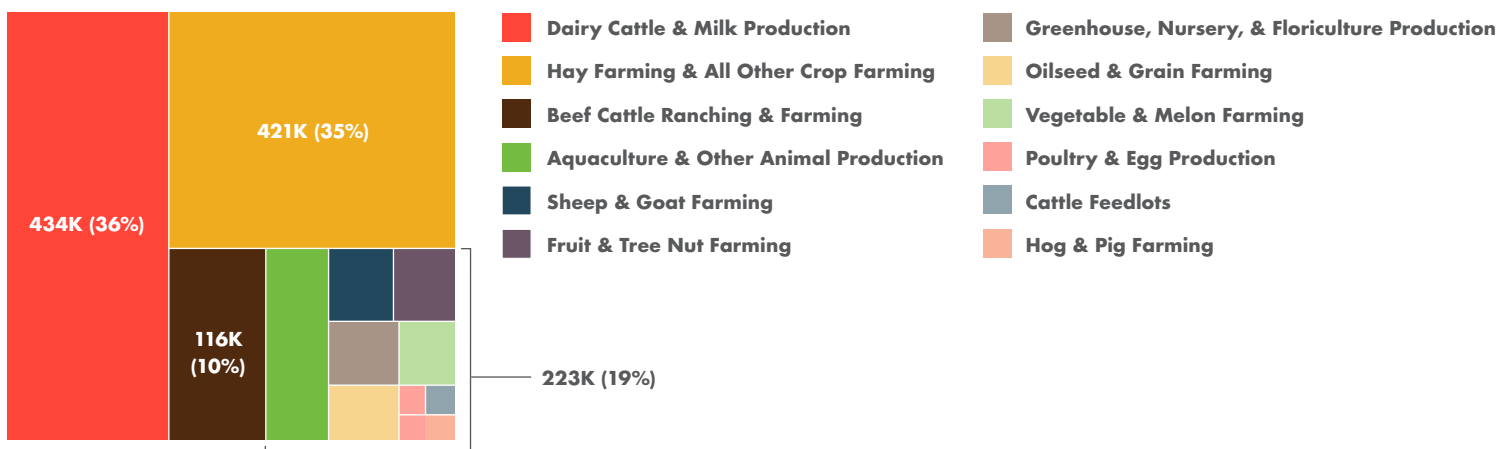 434K (36%)
421K (35%)
116K
(10%)
223K (19%)
Dairy Cattle & Milk Production
Hay Farming & All Other Crop Farming
Beef Cattle Ranching & Farming
Aquaculture & Other Animal Production
Sheep & Goat Farming
Fruit & Tree Nut Farming
Greenhouse, Nursery, & Floriculture Production
Oilseed & Grain Farming
Vegetable & Melon Farming
Poultry & Egg Production
Cattle Feedlots
Hog & Pig Farming